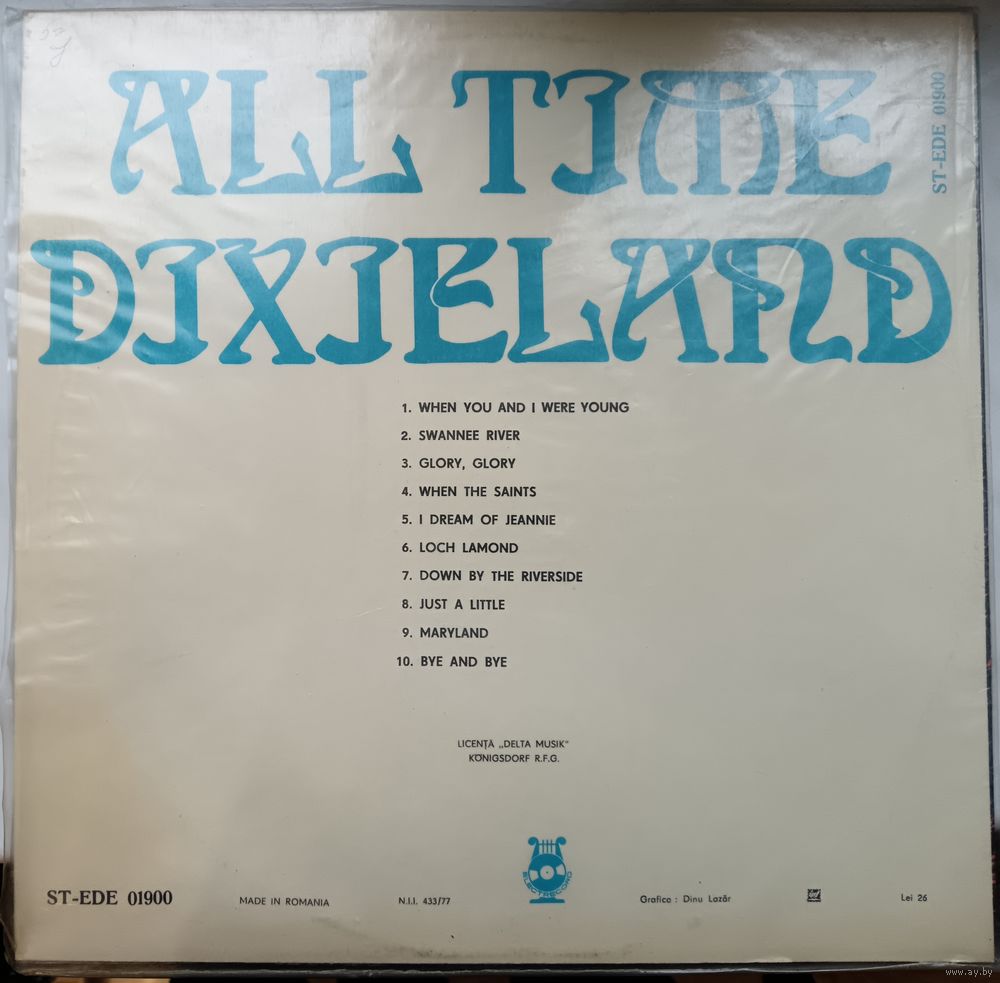 ALL TIME
ST-EDE 01900
DIXIELAND
1. WHEN YOU AND I WERE YOUNG
2. SWANNEE RIVER
3. GLORY, GLORY
4. WHEN THE SAINTS
5. I DREAM OF JEANNIE
6. LOCH LAMOND
7. DOWN BY THE RIVERSIDE
8. JUST A LITTLE
9. MARYLAND
10. BYE AND BYE
LICENȚĂ „DELTA MUSIK”
KÖNIGSDORF R.F.G.
ELECTRECORD
ST-EDE 01900 MADE IN ROMANIA N.I.I. 433/77 Grafica : Dinu Lazăr Lei 26
www.ay.by